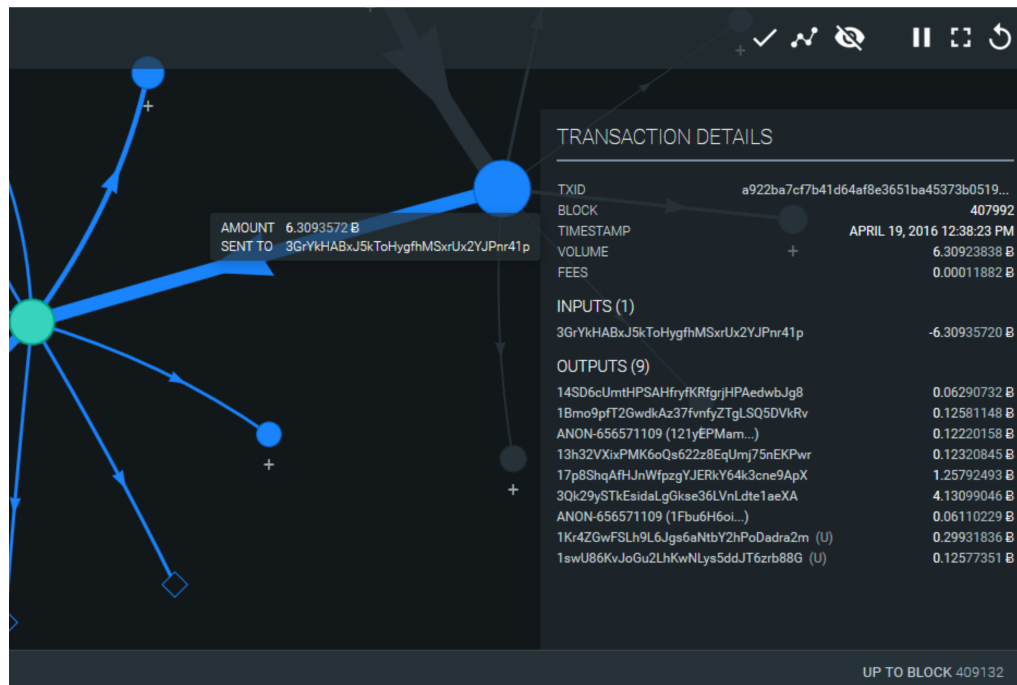 TRANSACTION DETAILS
TXID a922ba7cf7b41d64af8e3651ba45373b0519...
BLOCK 407992
TIMESTAMP APRIL 19, 2016 12:38:23 PM
VOLUME 6.30923838 Ƀ
FEES 0.00011882 Ƀ
INPUTS (1)
3GrYkHABxJ5kToHygfhMSxrUx2YJPnr41p -6.30935720 Ƀ
OUTPUTS (9)
14SD6cUmtHPSAHfryfKRfgrjHPAedwbJg8 0.06290732 Ƀ
1Bmo9pfT2GwdkAz37fvnfyZTgLSQ5DVkRv 0.12581148 Ƀ
ANON-656571109 (121yEPMam...) 0.12220158 Ƀ
13h32VXixPMK6oQs622z8EqUmj75nEKPwr 0.12320845 Ƀ
17p8ShqAfHJnWfpzgYJERkY64k3cne9ApX 1.25792493 Ƀ
3Qk29ySTkEsidaLgGkse36LVnLdte1aeXA 4.13099046 Ƀ
ANON-656571109 (1Fbu6H6oi...) 0.06110229 Ƀ
1Kr4ZGwFSLh9L6Jgs6aNtbY2hPoDadra2m (U) 0.29931836 Ƀ
1swU86KvJoGu2LhKwNLys5ddJT6zrb88G (U) 0.12577351 Ƀ
AMOUNT 6.3093572 Ƀ
SENT TO 3GrYkHABxJ5kToHygfhMSxrUx2YJPnr41p
UP TO BLOCK 409132